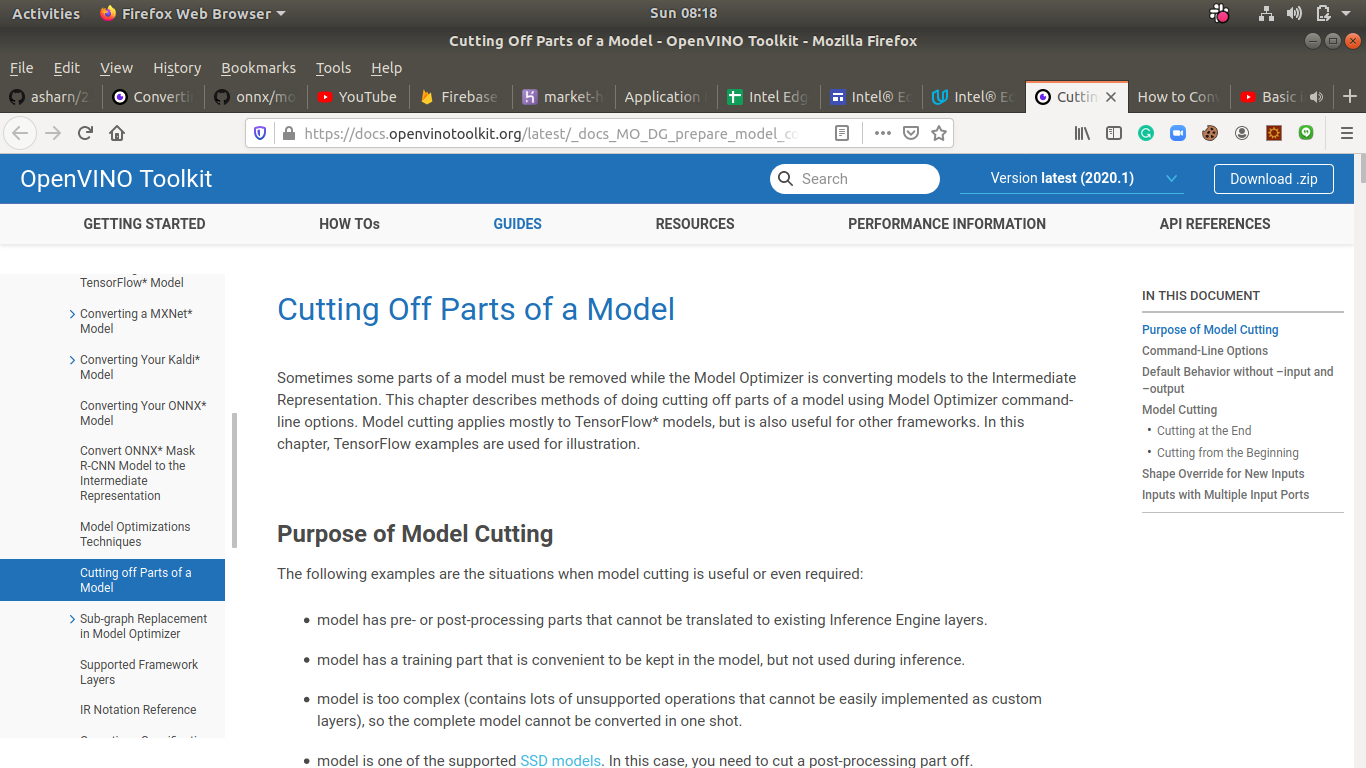 Activities
Firefox Web Browser
Sun 08:18
Cutting Off Parts of a Model - OpenVINO Toolkit - Mozilla Firefox
File Edit View History Bookmarks Tools Help
asharn/2
Converti
onnx/mo
YouTube
Firebase
market-h
Application
Intel Edg
Intel® Ed
Intel® Ed
Cuttin
How to Con
Basic
https://docs.openvinotoolkit.org/latest/_docs_MO_DG_prepare_model_co
OpenVINO Toolkit
Search
Version latest (2020.1)
Download .zip
GETTING STARTED
HOW TOs
GUIDES
RESOURCES
PERFORMANCE INFORMATION
API REFERENCES
TensorFlow* Model
Converting a MXNet*
Model
Converting Your Kaldi*
Model
Converting Your ONNX*
Model
Convert ONNX* Mask
R-CNN Model to the
Intermediate
Representation
Model Optimizations
Techniques
Cutting off Parts of a
Model
Sub-graph Replacement
in Model Optimizer
Supported Framework
Layers
IR Notation Reference
Cutting Off Parts of a Model
Sometimes some parts of a model must be removed while the Model Optimizer is converting models to the Intermediate
Representation. This chapter describes methods of doing cutting off parts of a model using Model Optimizer command-
line options. Model cutting applies mostly to TensorFlow* models, but is also useful for other frameworks. In this
chapter, TensorFlow examples are used for illustration.
Purpose of Model Cutting
The following examples are the situations when model cutting is useful or even required:
• model has pre- or post-processing parts that cannot be translated to existing Inference Engine layers.
• model has a training part that is convenient to be kept in the model, but not used during inference.
• model is too complex (contains lots of unsupported operations that cannot be easily implemented as custom
layers), so the complete model cannot be converted in one shot.
• model is one of the supported SSD models. In this case, you need to cut a post-processing part off.
IN THIS DOCUMENT
Purpose of Model Cutting
Command-Line Options
Default Behavior without –input and
–output
Model Cutting
• Cutting at the End
• Cutting from the Beginning
Shape Override for New Inputs
Inputs with Multiple Input Ports